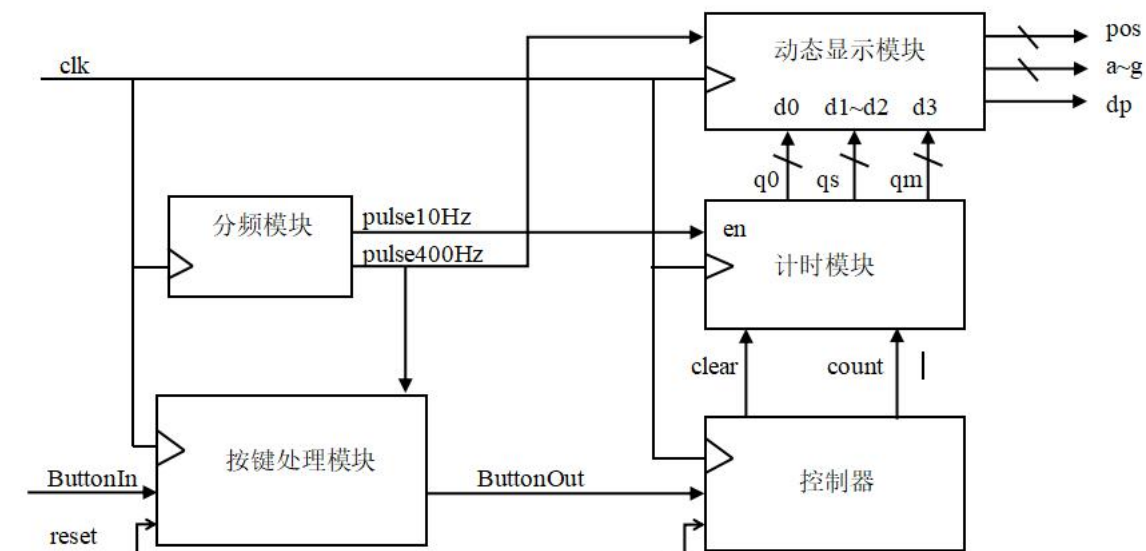 pos
动态显示模块
clk
a~g
d0 d1~d2 d3
dp
q0 qs qm
分频模块
pulse10Hz
en
pulse400Hz
计时模块
clear count
按键处理模块
ButtonIn
ButtonOut
控制器
reset